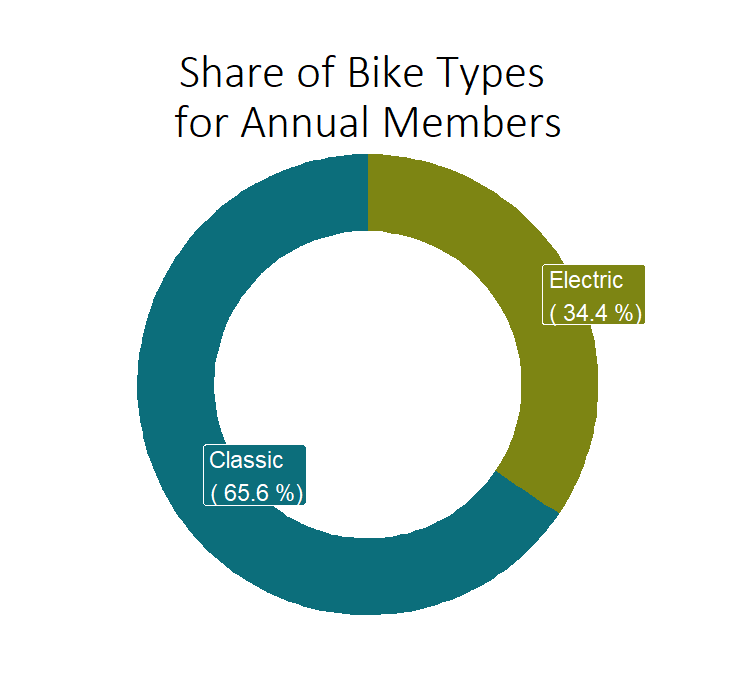 Share of Bike Types
for Annual Members
Electric
( 34.4 %)
Classic
( 65.6 %)